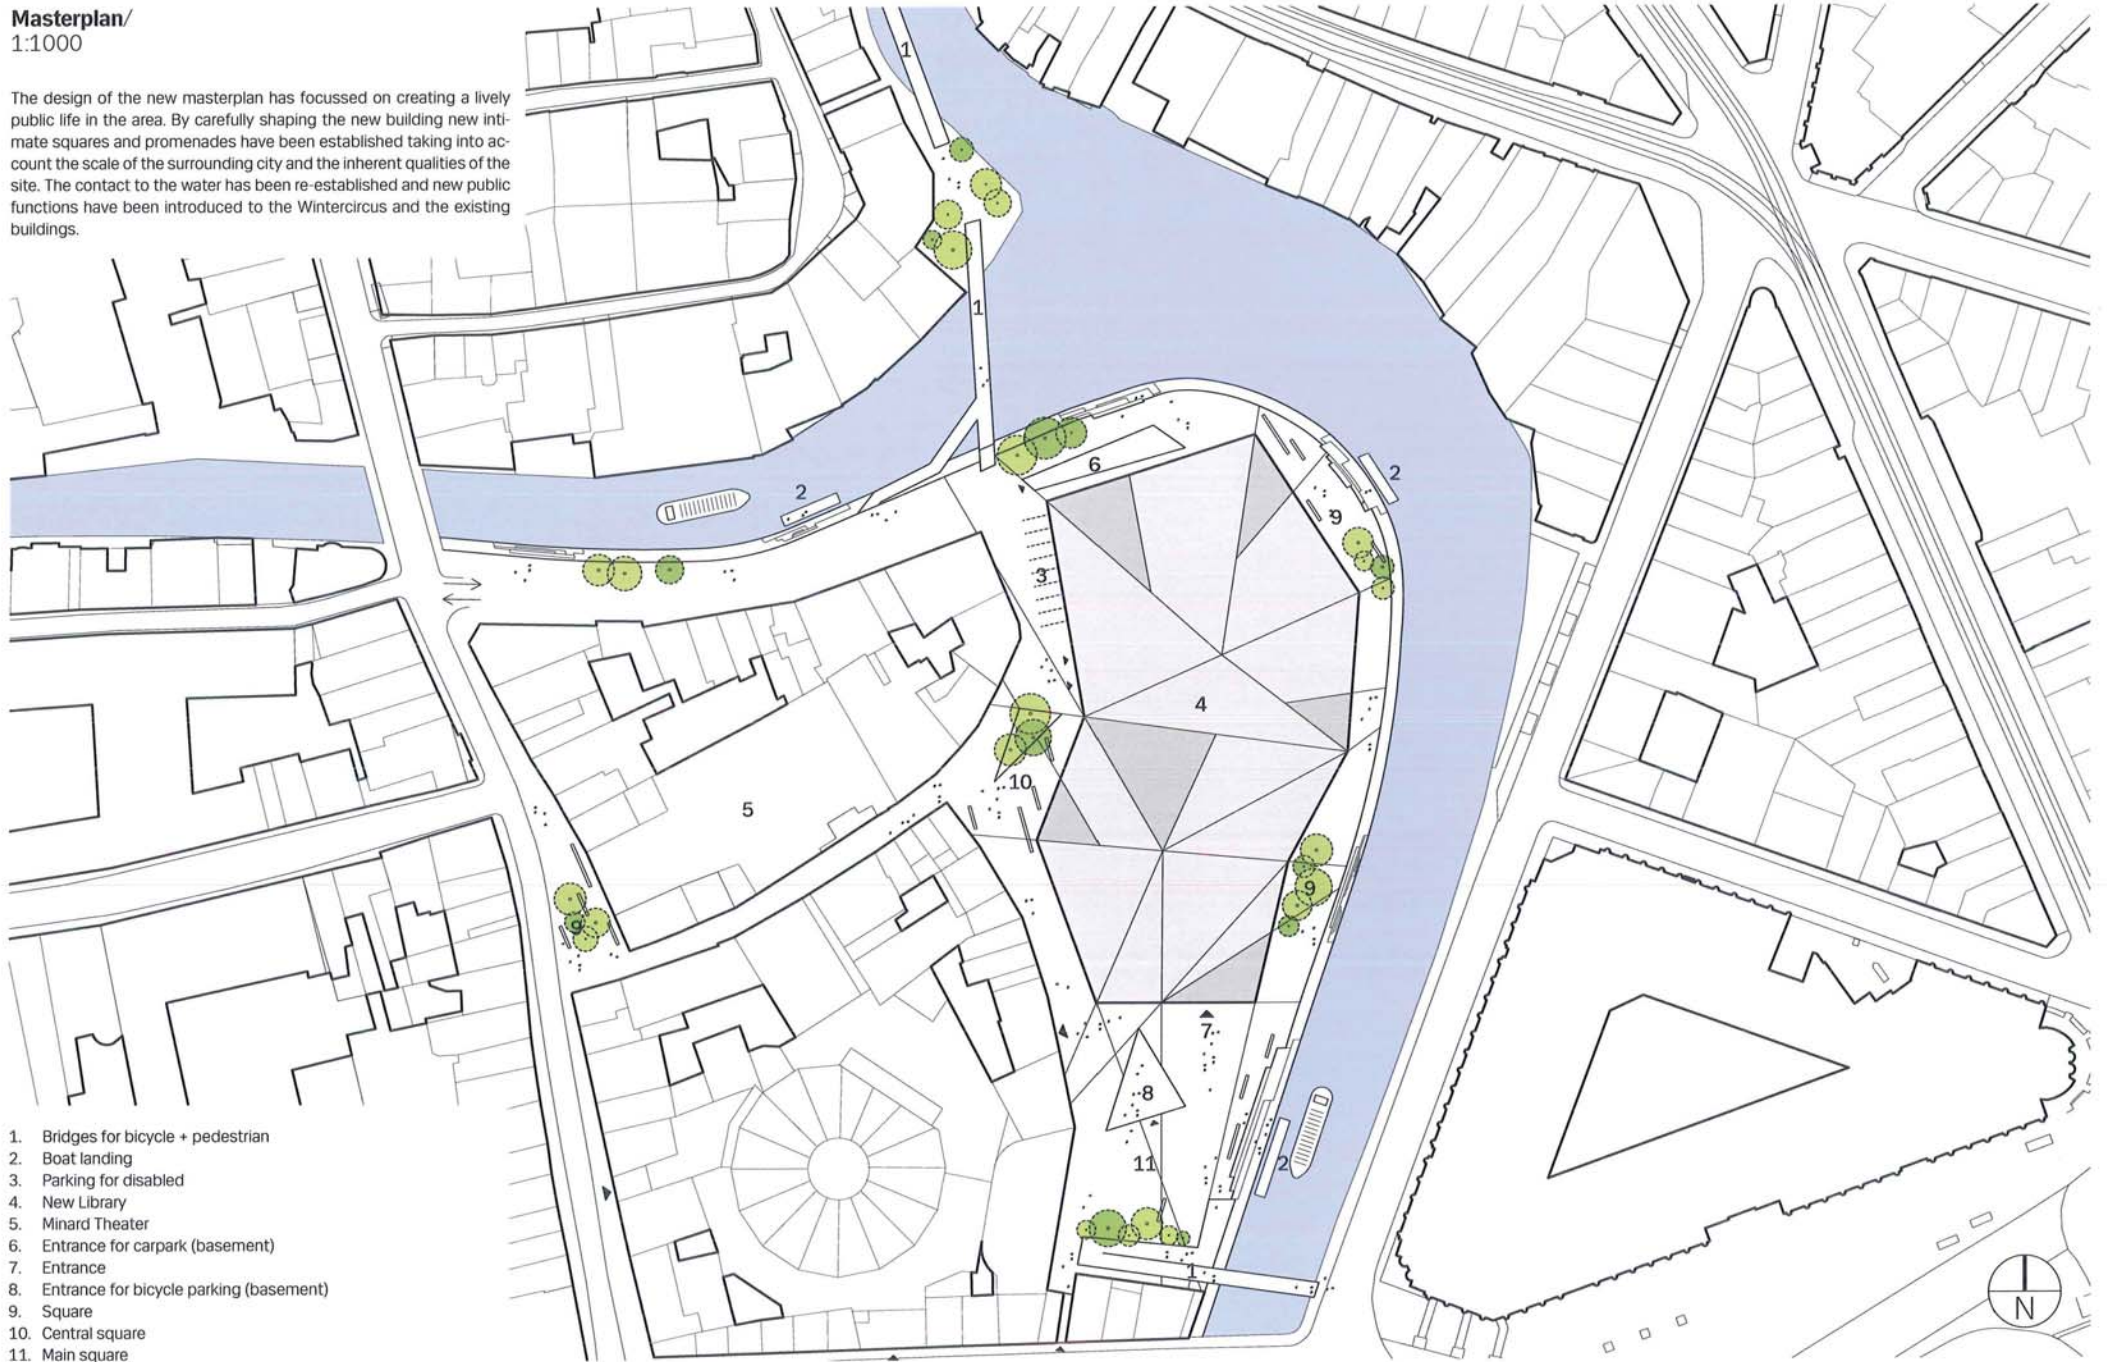 Masterplan/
1:1000
The design of the new masterplan has focussed on creating a lively
public life in the area. By carefully shaping the new building new inti-
mate squares and promenades have been established taking into ac-
count the scale of the surrounding city and the inherent qualities of the
site. The contact to the water has been re-established and new public
functions have been introduced to the Wintercircus and the existing
buildings.
1
1
2
6
2
9
3
4
10
5
9
9
7
8
11
2
1
1. Bridges for bicycle + pedestrian
2. Boat landing
3. Parking for disabled
4. New Library
5. Minard Theater
6. Entrance for carpark (basement)
7. Entrance
8. Entrance for bicycle parking (basement)
9. Square
10. Central square
11. Main square
N